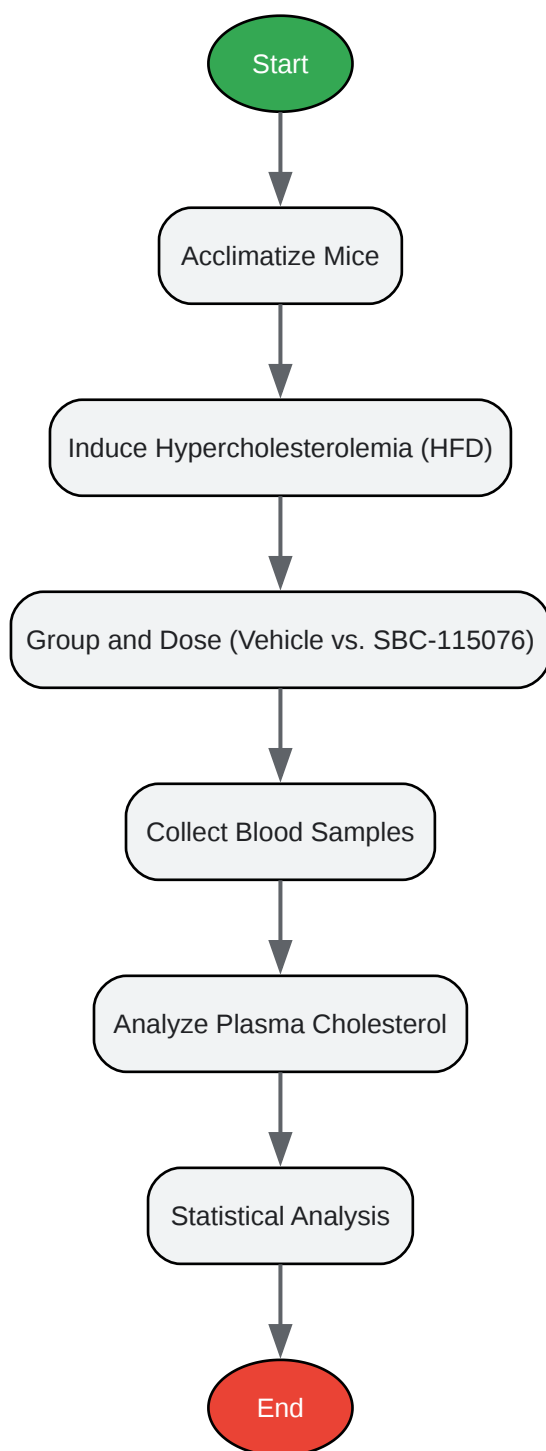 Start
Acclimatize Mice
Induce Hypercholesterolemia (HFD)
Group and Dose (Vehicle vs. SBC-115076)
Collect Blood Samples
Analyze Plasma Cholesterol
Statistical Analysis
End